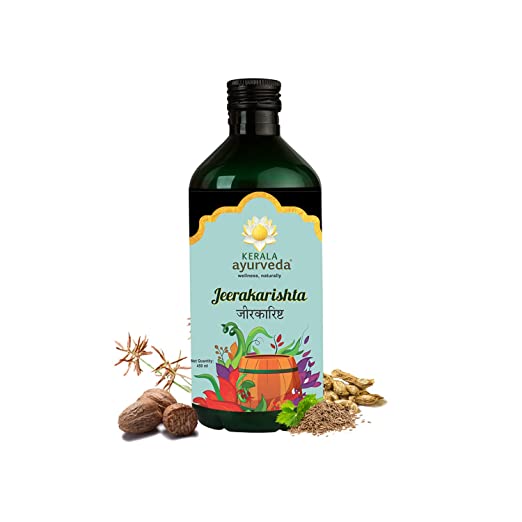 KERALA
ayurveda®
wellness, naturally.
Jeerakarishta
जीरकारिष्ट
Net Quantity:
450 ml